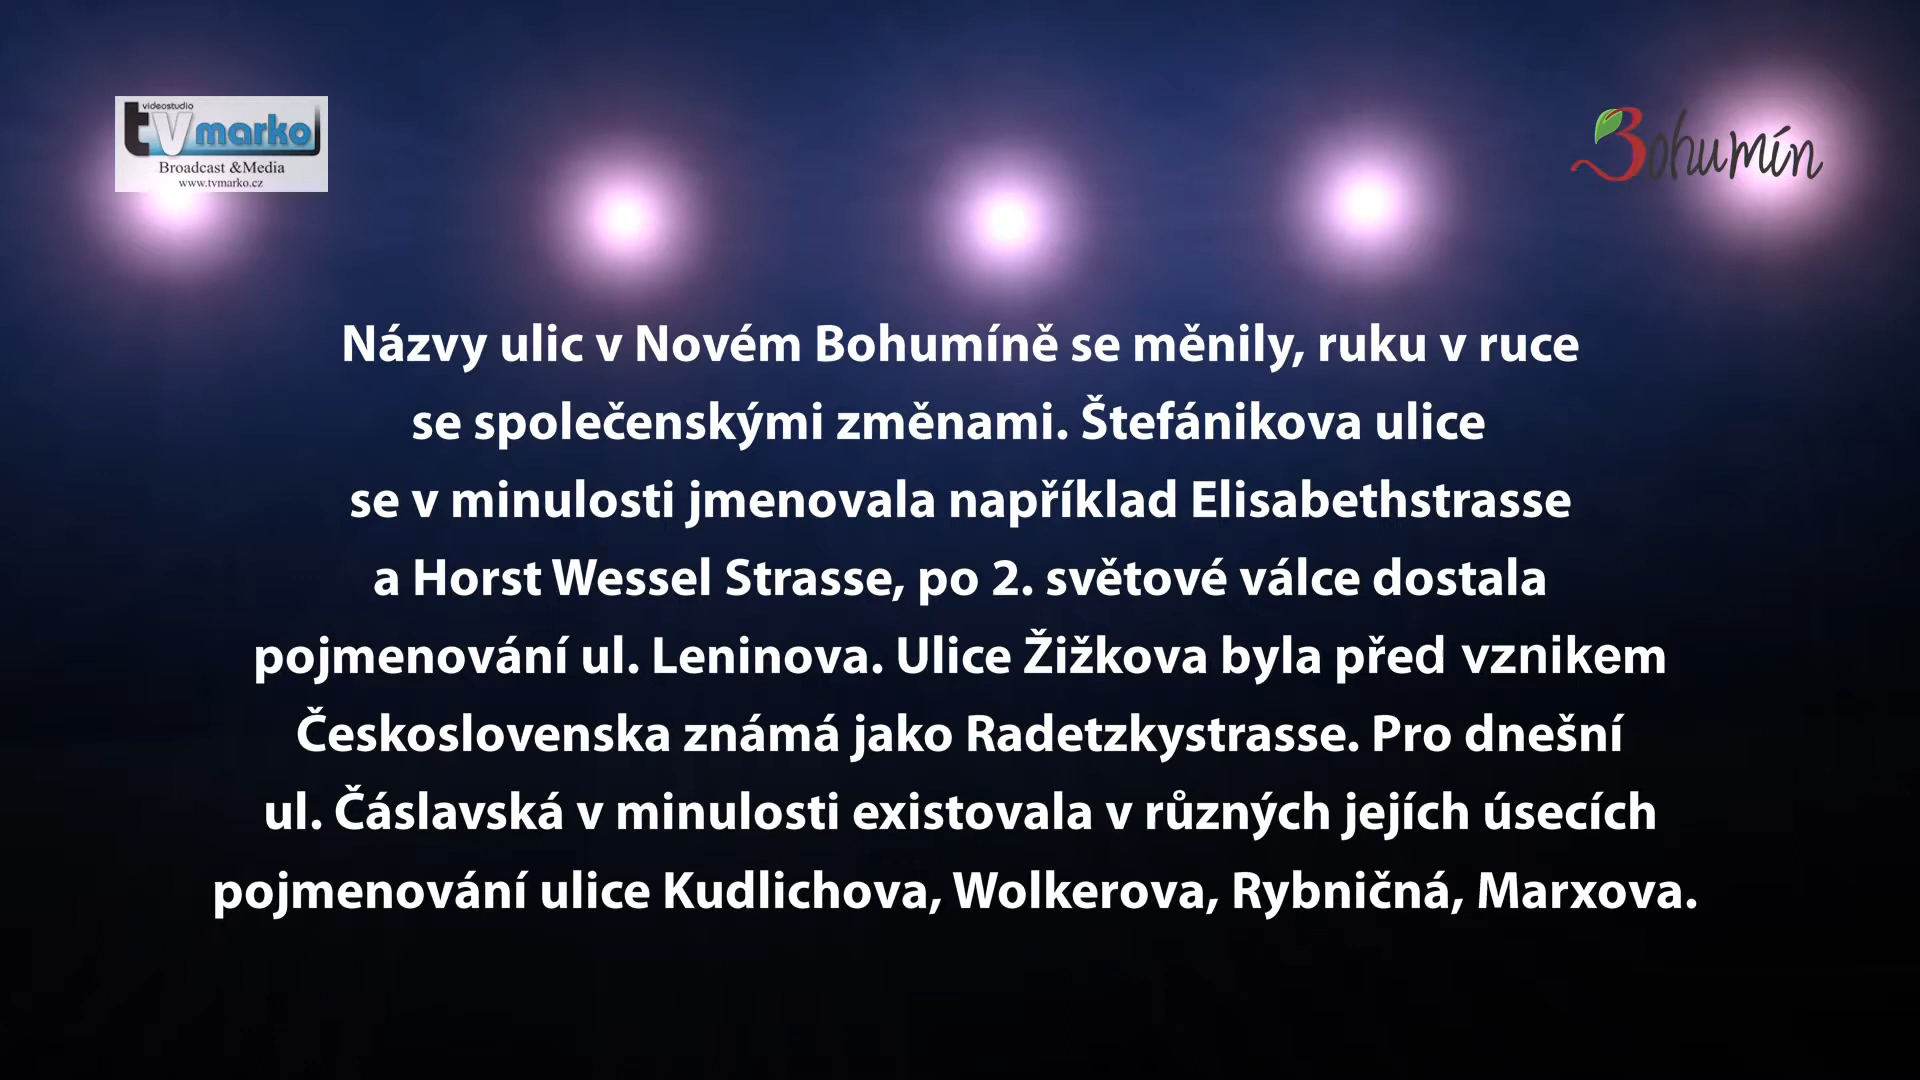 videostudio
tv marko
Broadcast &Media
www.tvmarko.cz
Bohumín
Názvy ulic v Novém Bohumíně se měnily, ruku v ruce
se společenskými změnami. Štefánikova ulice
se v minulosti jmenovala například Elisabethstrasse
a Horst Wessel Strasse, po 2. světové válce dostala
pojmenování ul. Leninova. Ulice Žižkova byla před vznikem
Československa známá jako Radetzkystrasse. Pro dnešní
ul. Čáslavská v minulosti existovala v různých jejích úsecích
pojmenování ulice Kudlichova, Wolkerova, Rybničná, Marxova.